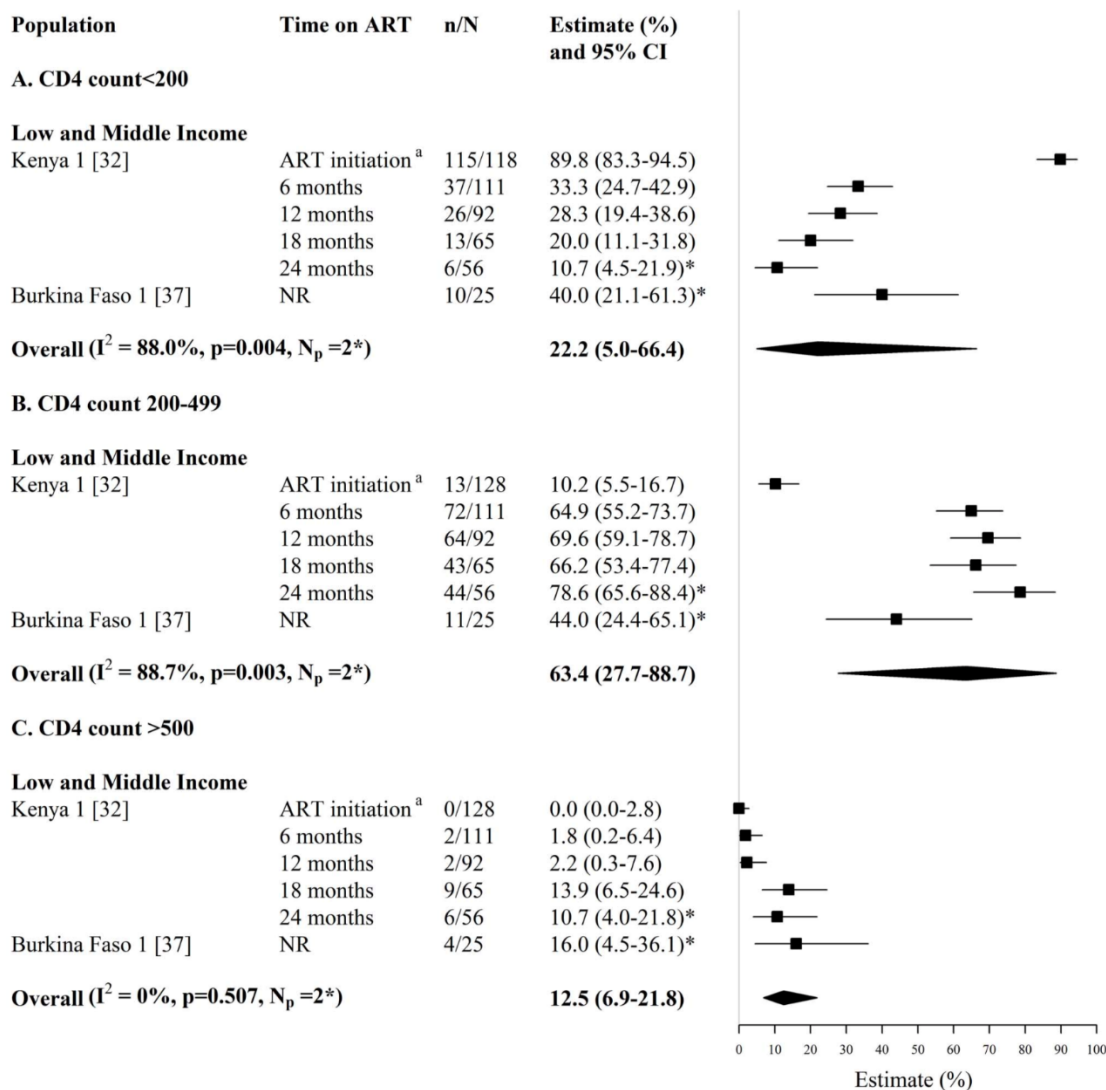 Population Time on ART n/N Estimate (%)
and 95% CI
A. CD4 count<200
Low and Middle Income
Kenya 1 [32] ART initiation a 115/118 89.8 (83.3-94.5)
6 months 37/111 33.3 (24.7-42.9)
12 months 26/92 28.3 (19.4-38.6)
18 months 13/65 20.0 (11.1-31.8)
24 months 6/56 10.7 (4.5-21.9)*
Burkina Faso 1 [37] NR 10/25 40.0 (21.1-61.3)*
Overall (I2 = 88.0%, p=0.004, Np =2*) 22.2 (5.0-66.4)
B. CD4 count 200-499
Low and Middle Income
Kenya 1 [32] ART initiation a 13/128 10.2 (5.5-16.7)
6 months 72/111 64.9 (55.2-73.7)
12 months 64/92 69.6 (59.1-78.7)
18 months 43/65 66.2 (53.4-77.4)
24 months 44/56 78.6 (65.6-88.4)*
Burkina Faso 1 [37] NR 11/25 44.0 (24.4-65.1)*
Overall (I2 = 88.7%, p=0.003, Np =2*) 63.4 (27.7-88.7)
C. CD4 count >500
Low and Middle Income
Kenya 1 [32] ART initiation a 0/128 0.0 (0.0-2.8)
6 months 2/111 1.8 (0.2-6.4)
12 months 2/92 2.2 (0.3-7.6)
18 months 9/65 13.9 (6.5-24.6)
24 months 6/56 10.7 (4.0-21.8)*
Burkina Faso 1 [37] NR 4/25 16.0 (4.5-36.1)*
Overall (I2 = 0%, p=0.507, Np =2*) 12.5 (6.9-21.8)
0 10 20 30 40 50 60 70 80 90 100
Estimate (%)